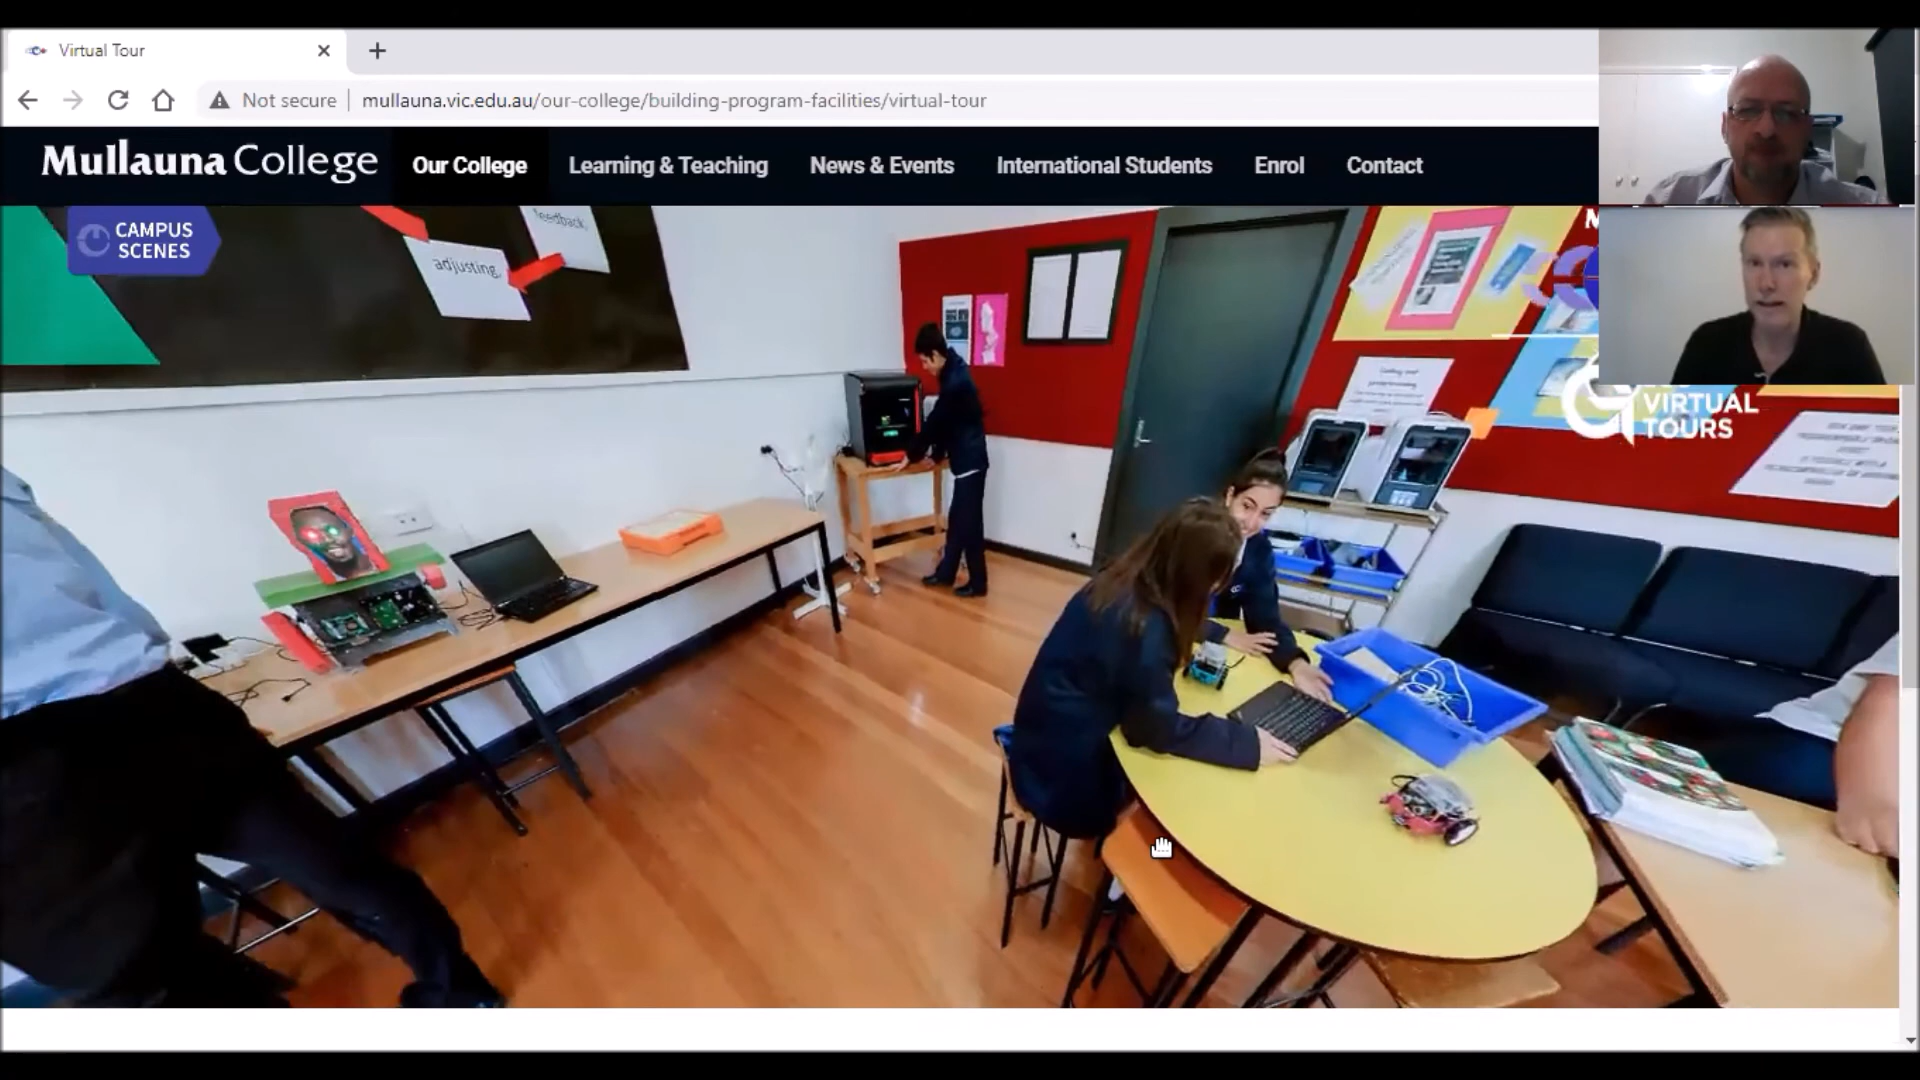 Virtual Tour
Not secure
mullauna.vic.edu.au/our-college/building-program-facilities/virtual-tour
Mullauna College
Our College
Learning & Teaching
News & Events
International Students
Enrol
Contact
CAMPUS
SCENES
feedback.
adjusting,
M
VIRTUAL
TOURS